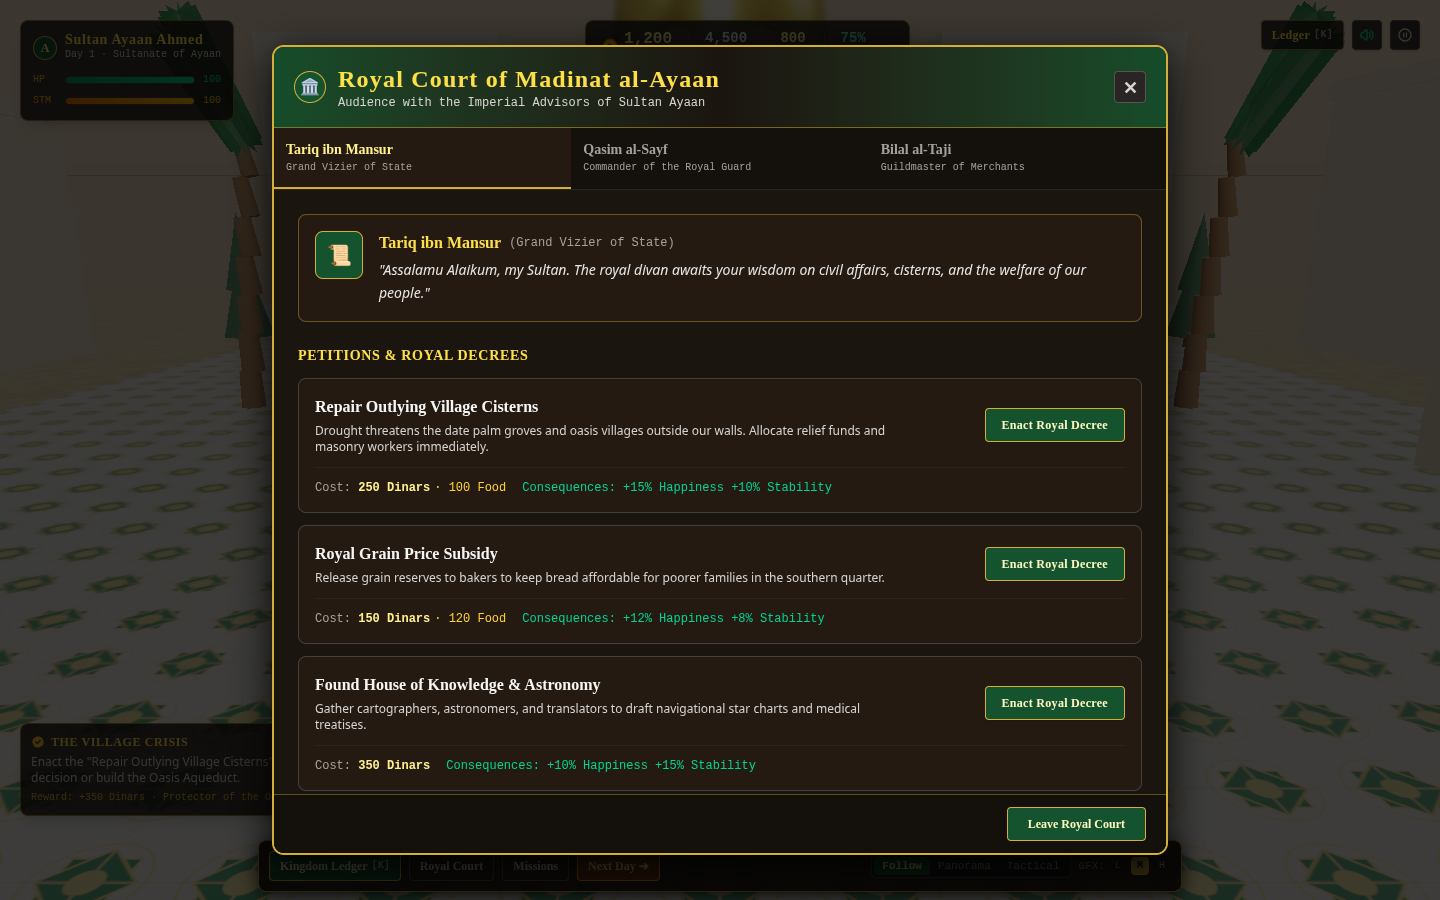 A
Sultan Ayaan Ahmed
Day 1 · Sultanate of Ayaan
HP 100
STM 100
1,200 4,500 800 75%
Ledger [K]
Royal Court of Madinat al-Ayaan
Audience with the Imperial Advisors of Sultan Ayaan
Tariq ibn Mansur
Grand Vizier of State
Qasim al-Sayf
Commander of the Royal Guard
Bilal al-Taji
Guildmaster of Merchants
Tariq ibn Mansur (Grand Vizier of State)
"Assalamu Alaikum, my Sultan. The royal divan awaits your wisdom on civil affairs, cisterns, and the welfare of our
people."
PETITIONS & ROYAL DECREES
Repair Outlying Village Cisterns
Drought threatens the date palm groves and oasis villages outside our walls. Allocate relief funds and
masonry workers immediately.
Enact Royal Decree
Cost: 250 Dinars · 100 Food Consequences: +15% Happiness +10% Stability
Royal Grain Price Subsidy
Release grain reserves to bakers to keep bread affordable for poorer families in the southern quarter.
Enact Royal Decree
Cost: 150 Dinars · 120 Food Consequences: +12% Happiness +8% Stability
Found House of Knowledge & Astronomy
Gather cartographers, astronomers, and translators to draft navigational star charts and medical
treatises.
Enact Royal Decree
Cost: 350 Dinars Consequences: +10% Happiness +15% Stability
Leave Royal Court
THE VILLAGE CRISIS
Enact the "Repair Outlying Village Cisterns"
decision or build the Oasis Aqueduct.
Reward: +350 Dinars · Protector of the
Kingdom Ledger [K] Royal Court Missions Next Day ➔
Follow Panorama Tactical GFX: L M H